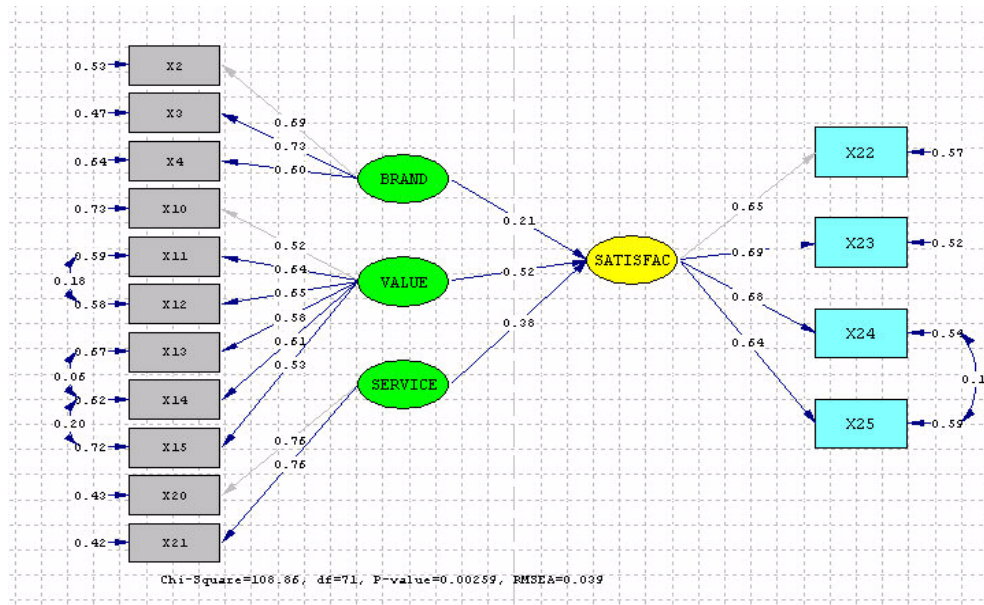 0.53 X2
0.47 X3
0.64 X4
0.73 X10
0.59 X11
0.18
0.58 X12
0.67 X13
0.06
0.62 X14
0.20
0.72 X15
0.43 X20
0.42 X21
0.69
0.73
0.60
0.52
0.64
0.65
0.58
0.61
0.53
0.76
0.76
BRAND
VALUE
SERVICE
0.21
0.52
0.38
SATISFAC
0.65
0.69
0.68
0.64
X22 0.57
X23 0.52
X24 0.54
0.1
X25 0.59
Chi-Square=108.86, df=71, P-value=0.00259, RMSEA=0.039